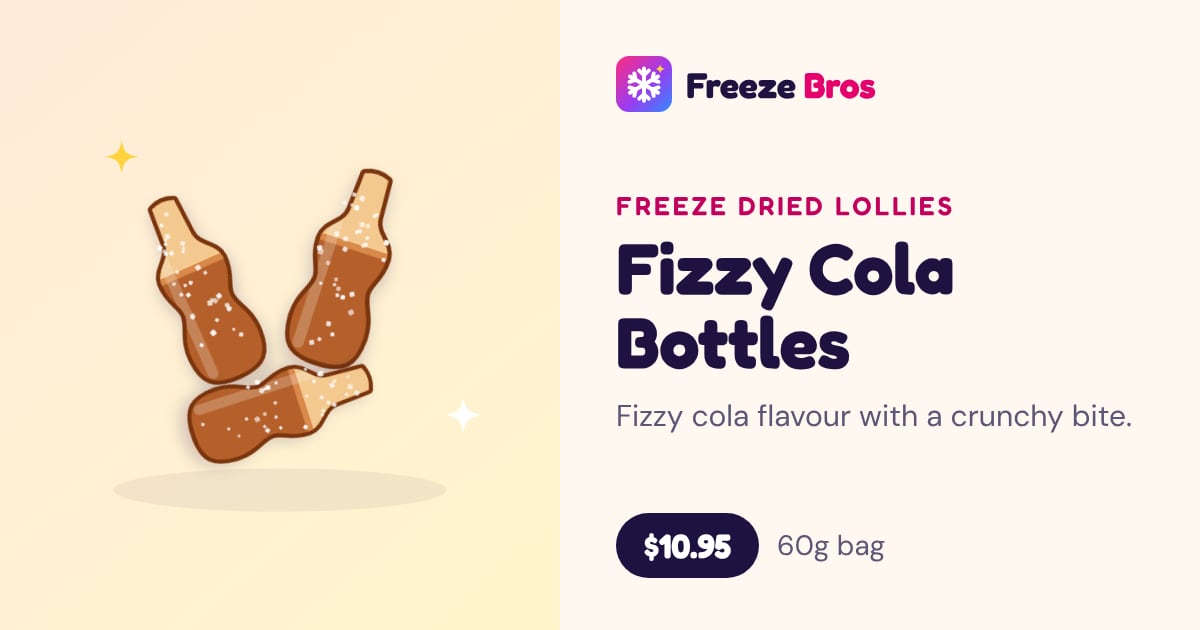 Freeze Bros
FREEZE DRIED LOLLIES
Fizzy Cola
Bottles
Fizzy cola flavour with a crunchy bite.
$10.95 60g bag